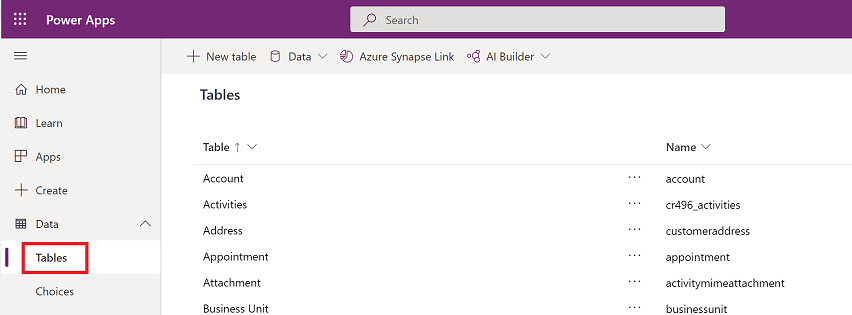 Power Apps
Search
New table Data Azure Synapse Link AI Builder
Home
Learn
Apps
Create
Data
Tables
Choices
Tables
Table Name
Account ... account
Activities ... cr496_activities
Address ... customeraddress
Appointment ... appointment
Attachment ... activitymimeattachment
Business Unit ... businessunit